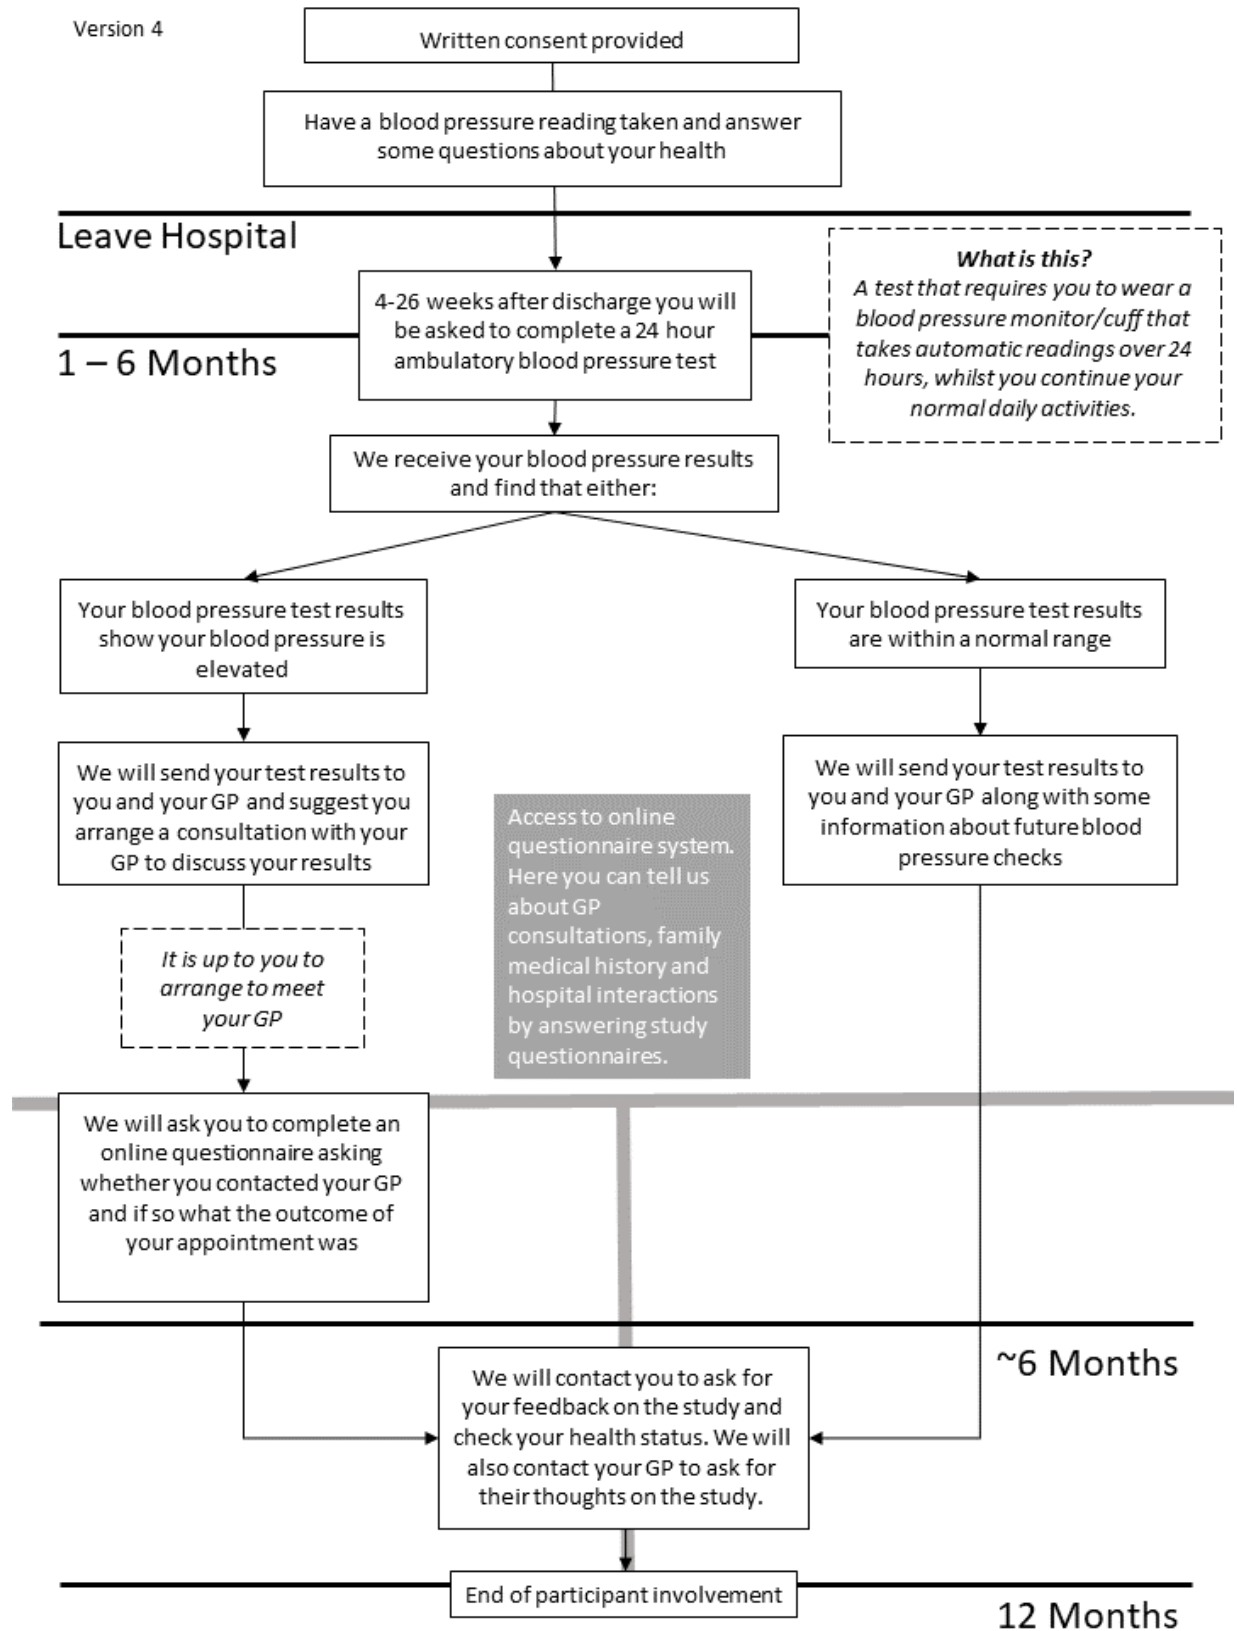 Version 4
Written consent provided
Have a blood pressure reading taken and answer
some questions about your health
Leave Hospital
What is this?
A test that requires you to wear a
blood pressure monitor/cuff that
takes automatic readings over 24
hours, whilst you continue your
normal daily activities.
4-26 weeks after discharge you will
be asked to complete a 24 hour
ambulatory blood pressure test
1 – 6 Months
We receive your blood pressure results
and find that either:
Your blood pressure test results
show your blood pressure is
elevated
Your blood pressure test results
are within a normal range
We will send your test results to
you and your GP and suggest you
arrange a consultation with your
GP to discuss your results
We will send your test results to
you and your GP along with some
information about future blood
pressure checks
Access to online
questionnaire system.
Here you can tell us
about GP
consultations, family
medical history and
hospital interactions
by answering study
questionnaires.
It is up to you to
arrange to meet
your GP
We will ask you to complete an
online questionnaire asking
whether you contacted your GP
and if so what the outcome of
your appointment was
~6 Months
We will contact you to ask for
your feedback on the study and
check your health status. We will
also contact your GP to ask for
their thoughts on the study.
End of participant involvement
12 Months